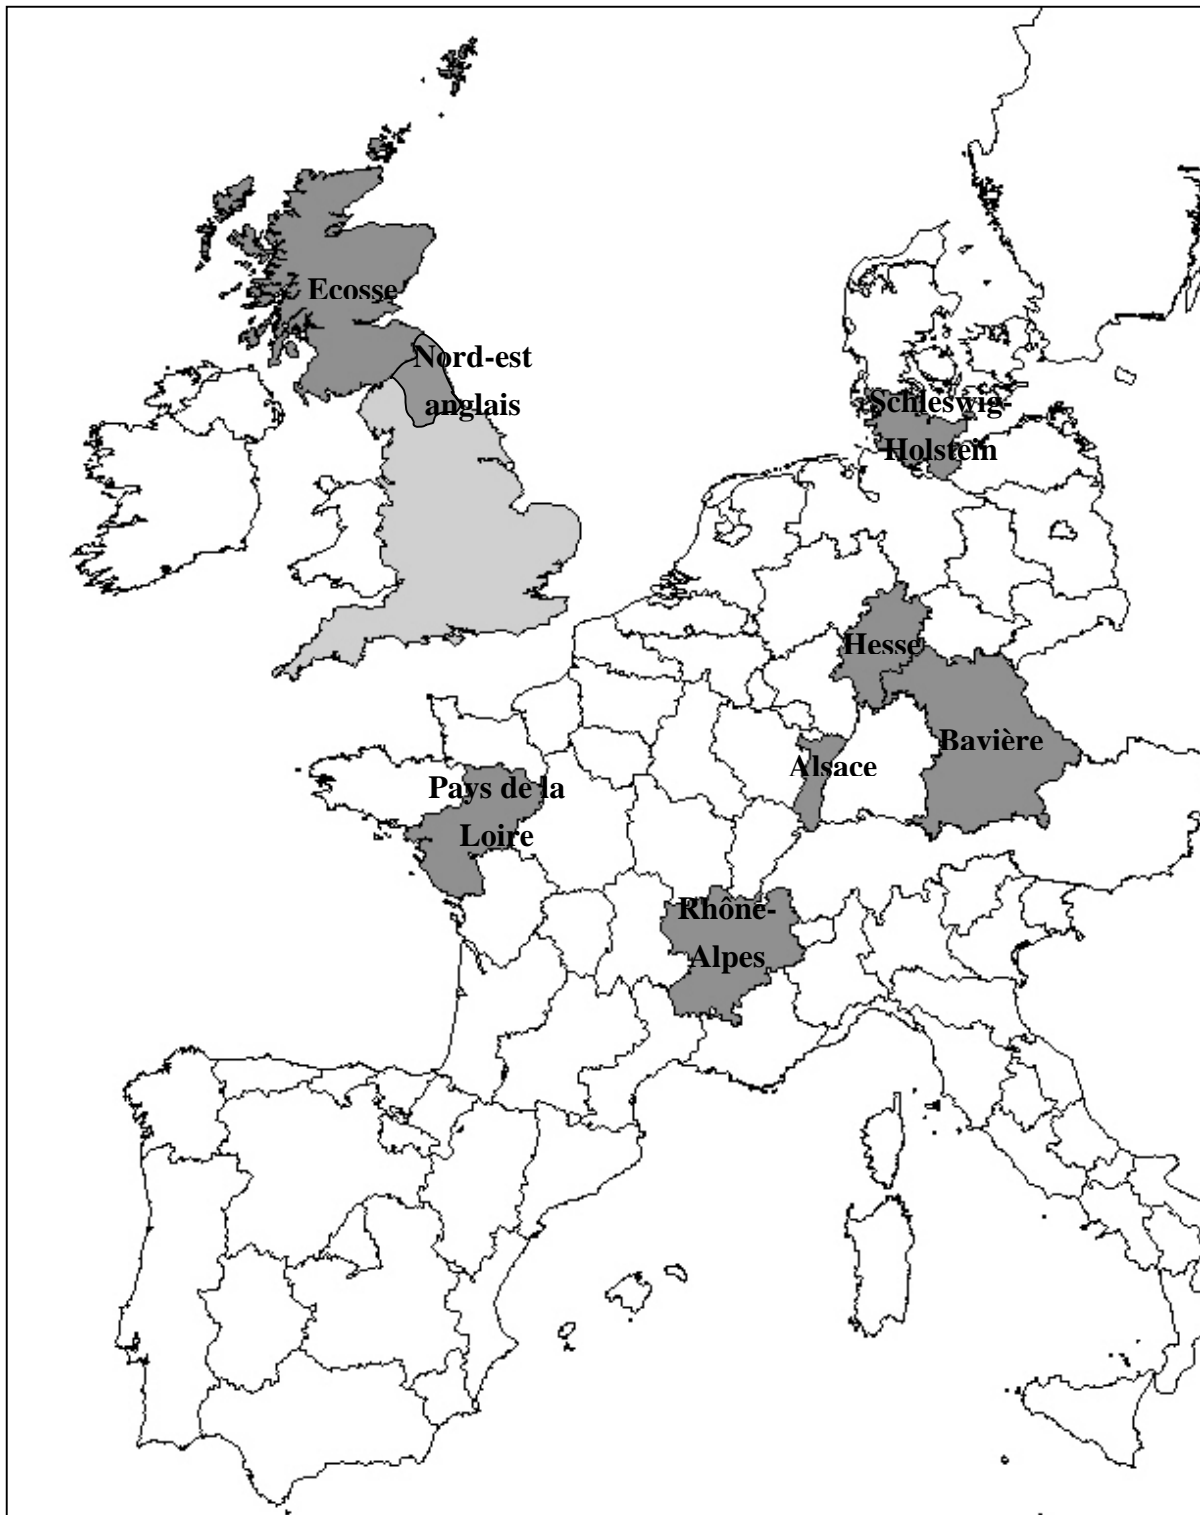 Ecosse
Nord-est
anglais
Schleswig-
Holstein
Hesse
Bavière
Alsace
Pays de la
Loire
Rhône-
Alpes